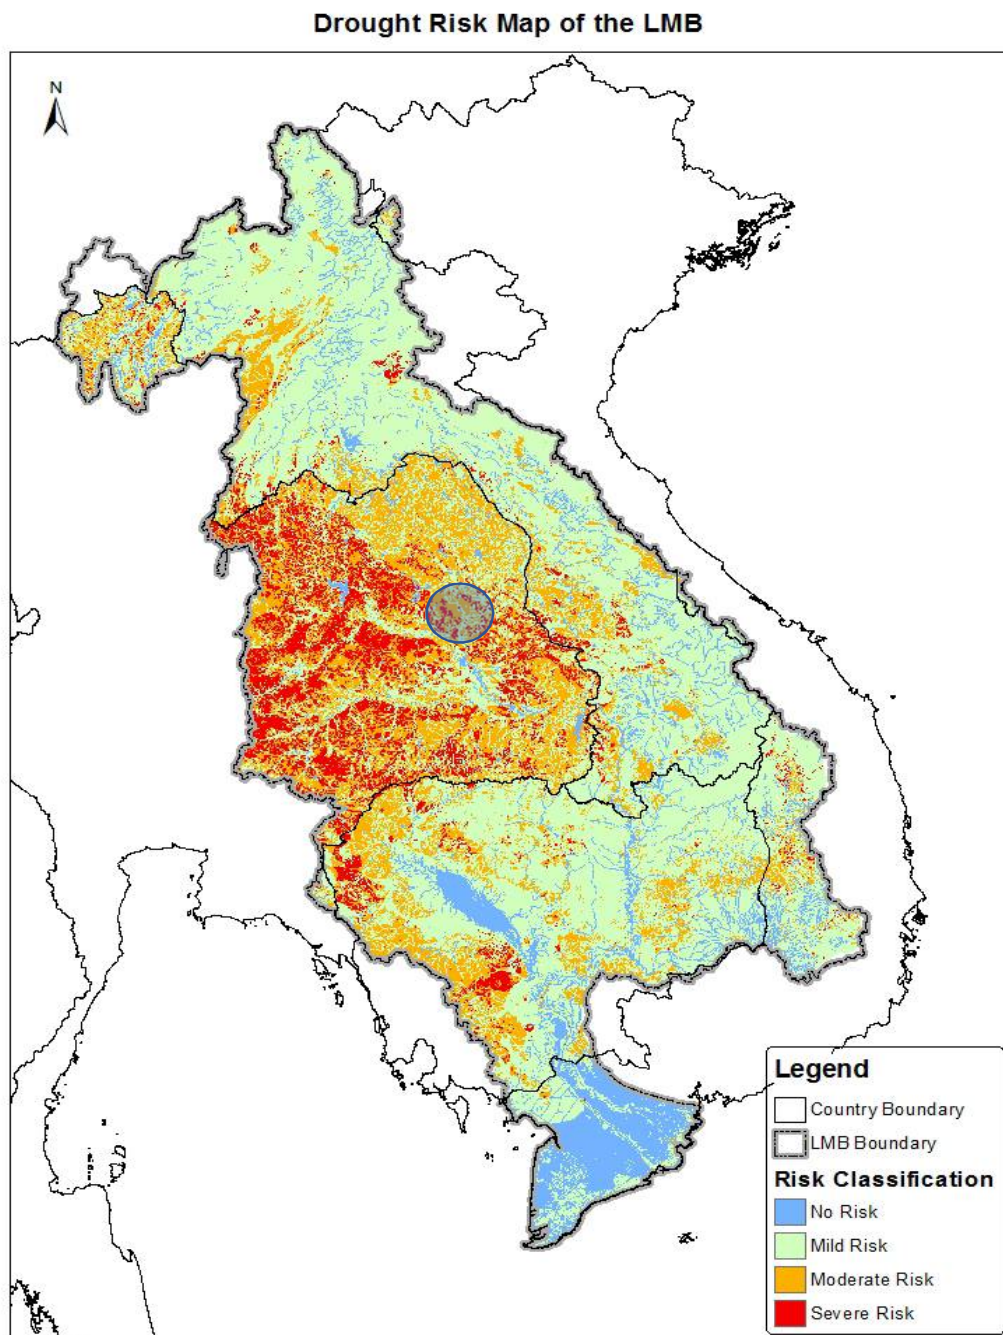 Drought Risk Map of the LMB
N
Legend
Country Boundary
LMB Boundary
Risk Classification
No Risk
Mild Risk
Moderate Risk
Severe Risk